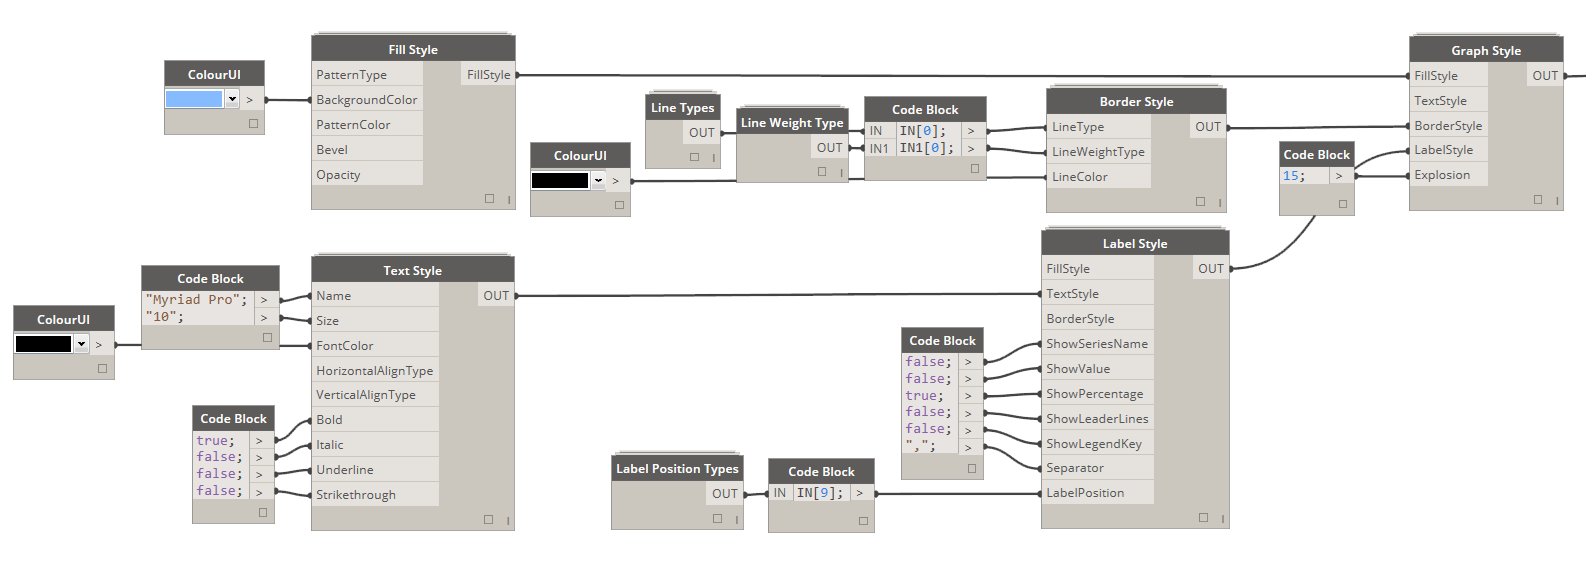 ColourUI
>
Fill Style
PatternType
FillStyle
BackgroundColor
PatternColor
Bevel
Opacity
Line Types
OUT
ColourUI
>
Line Weight Type
OUT
Code Block
IN
IN[0];
>
IN1
IN1[0];
>
Border Style
LineType
OUT
LineWeightType
LineColor
Code Block
15;
>
Graph Style
FillStyle
OUT
TextStyle
BorderStyle
LabelStyle
Explosion
ColourUI
>
Code Block
"Myriad Pro";
>
"10";
>
Code Block
true;
>
false;
>
false;
>
false;
>
Text Style
Name
OUT
Size
FontColor
HorizontalAlignType
VerticalAlignType
Bold
Italic
Underline
Strikethrough
Label Position Types
OUT
Code Block
IN
IN[9];
>
Code Block
false;
>
false;
>
true;
>
false;
>
false;
>
",";
>
Label Style
FillStyle
OUT
TextStyle
BorderStyle
ShowSeriesName
ShowValue
ShowPercentage
ShowLeaderLines
ShowLegendKey
Separator
LabelPosition